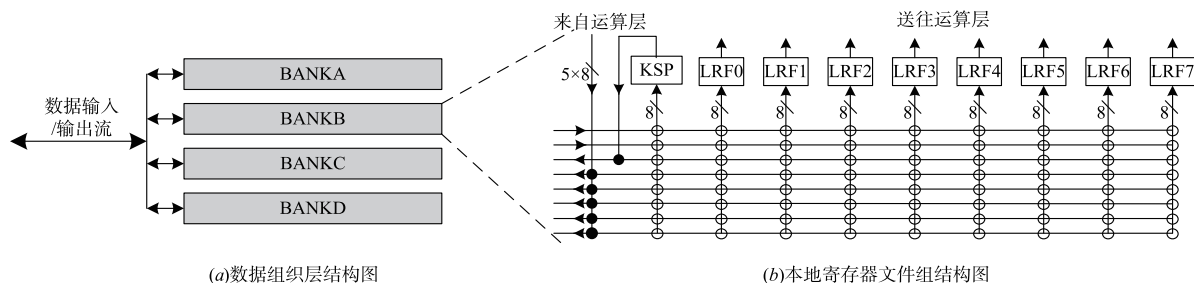 来自运算层
送往运算层
BANKA
5×8
KSP
LRF0
LRF1
LRF2
LRF3
LRF4
LRF5
LRF6
LRF7
数据输入
/输出流
BANKB
8
8
8
8
8
8
8
8
8
BANKC
BANKD
(a)数据组织层结构图
(b)本地寄存器文件组结构图